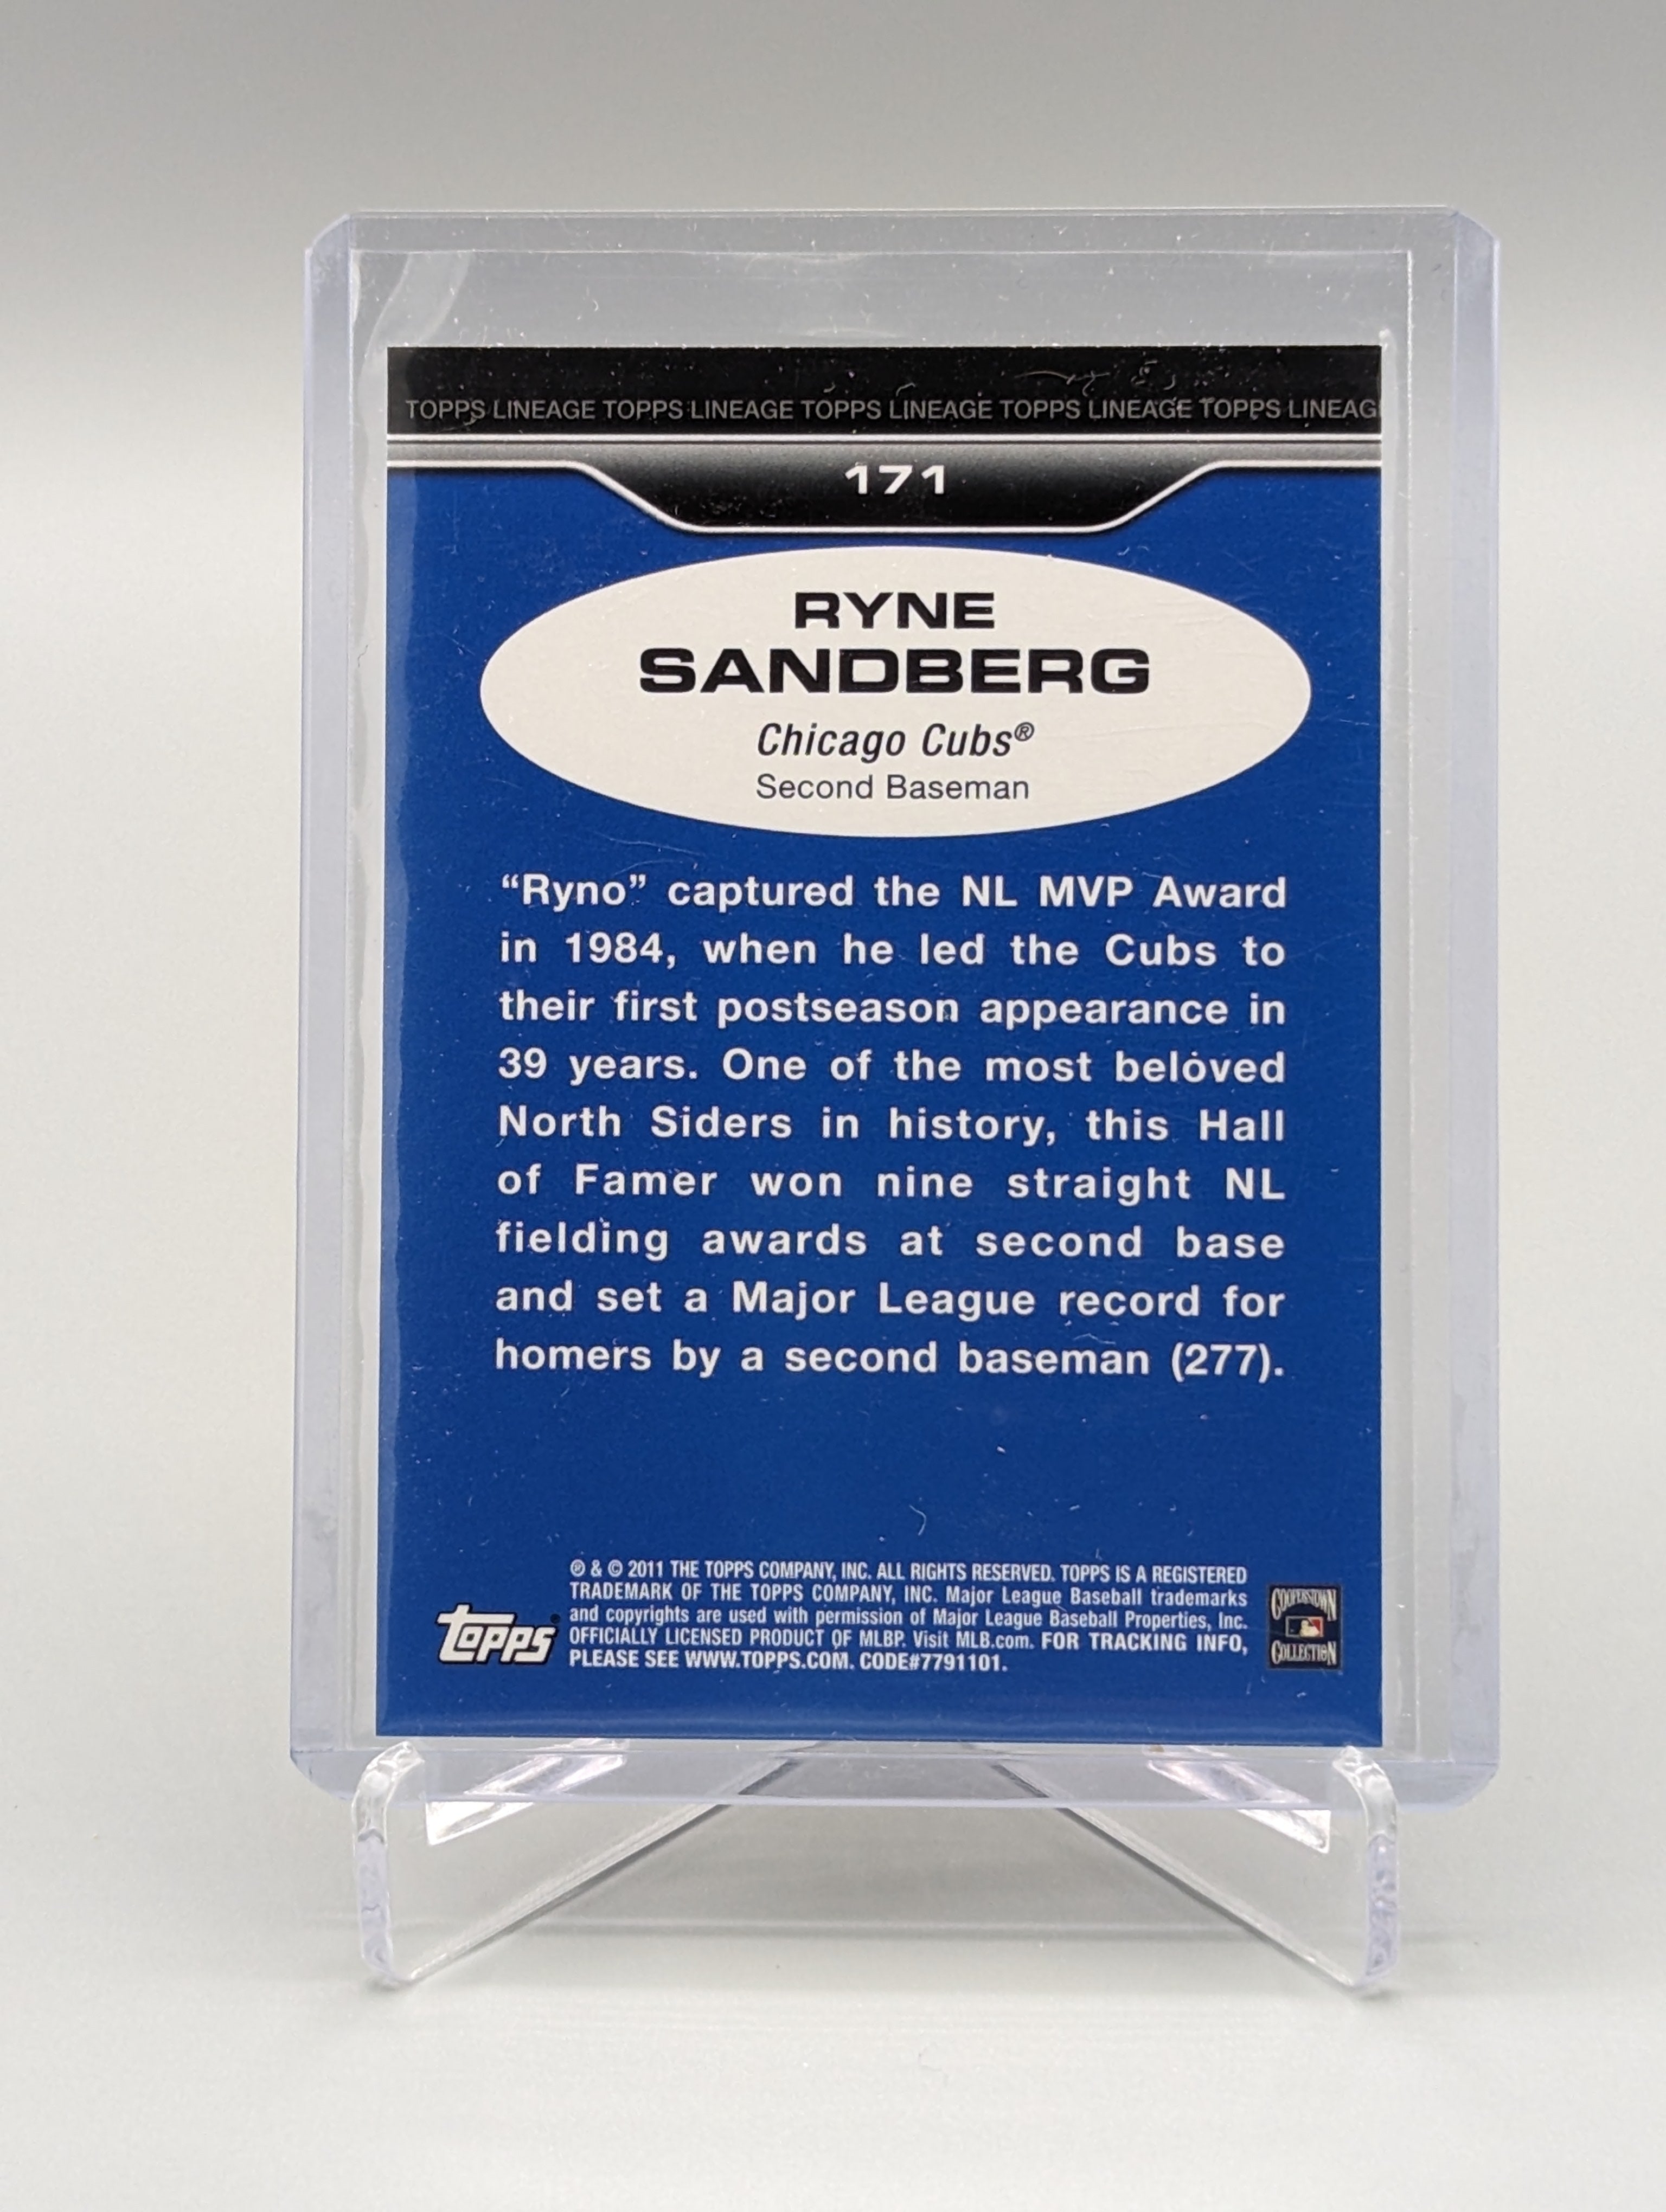 TOPPS LINEAGE TOPPS LINEAGE TOPPS LINEAGE TOPPS LINEAGE TOPPS LINEAG
171
RYNE
SANDBERG
Chicago Cubs®
Second Baseman
“Ryno” captured the NL MVP Award
in 1984, when he led the Cubs to
their first postseason appearance in
39 years. One of the most beloved
North Siders in history, this Hall
of Famer won nine straight NL
fielding awards at second base
and set a Major League record for
homers by a second baseman (277).
® & © 2011 THE TOPPS COMPANY, INC. ALL RIGHTS RESERVED. TOPPS IS A REGISTERED
TRADEMARK OF THE TOPPS COMPANY, INC. Major League Baseball trademarks
and copyrights are used with permission of Major League Baseball Properties, Inc.
OFFICIALLY LICENSED PRODUCT OF MLBP. Visit MLB.com. FOR TRACKING INFO,
PLEASE SEE WWW.TOPPS.COM. CODE#7791101.
topps®
COOPERSTOWN
COLLECTION